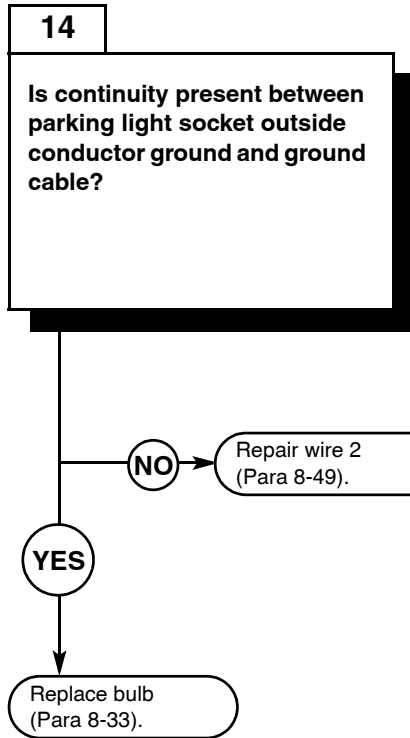 14
Is continuity present between
parking light socket outside
conductor ground and ground
cable?
NO
Repair wire 2
(Para 8-49).
YES
Replace bulb
(Para 8-33).